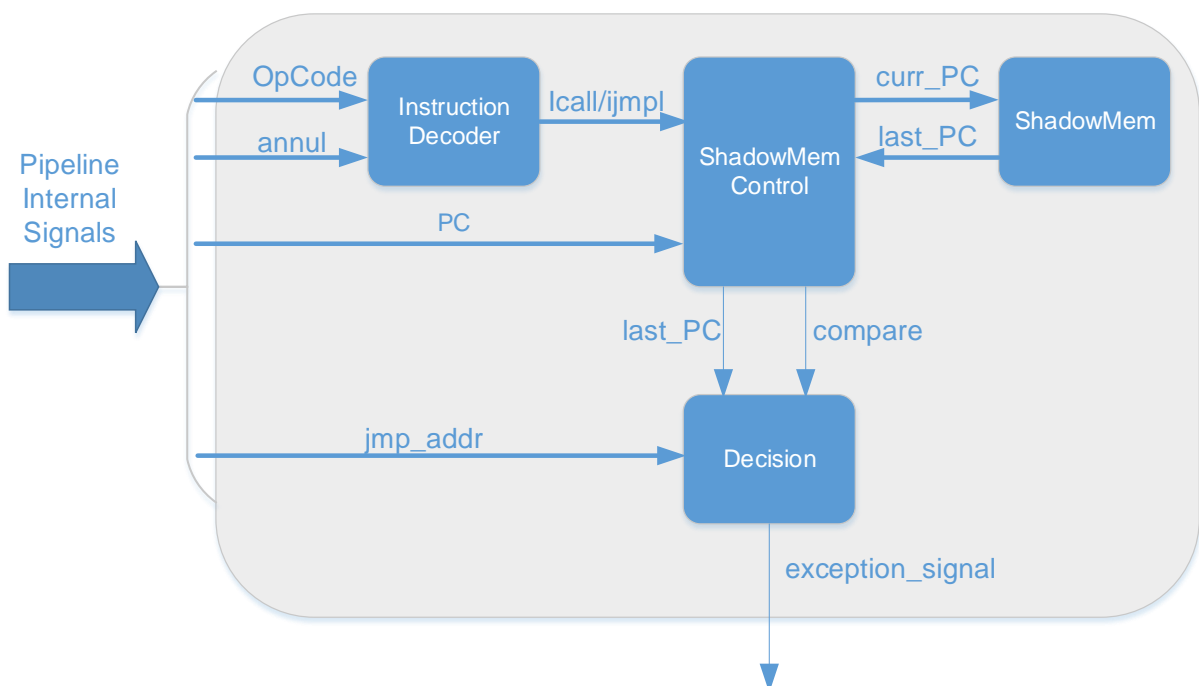 OpCode
annul
Instruction
Decoder
lcall/ijmpl
curr_PC
last_PC
ShadowMem
ShadowMem
Control
Pipeline
Internal
Signals
PC
last_PC
compare
jmp_addr
Decision
exception_signal